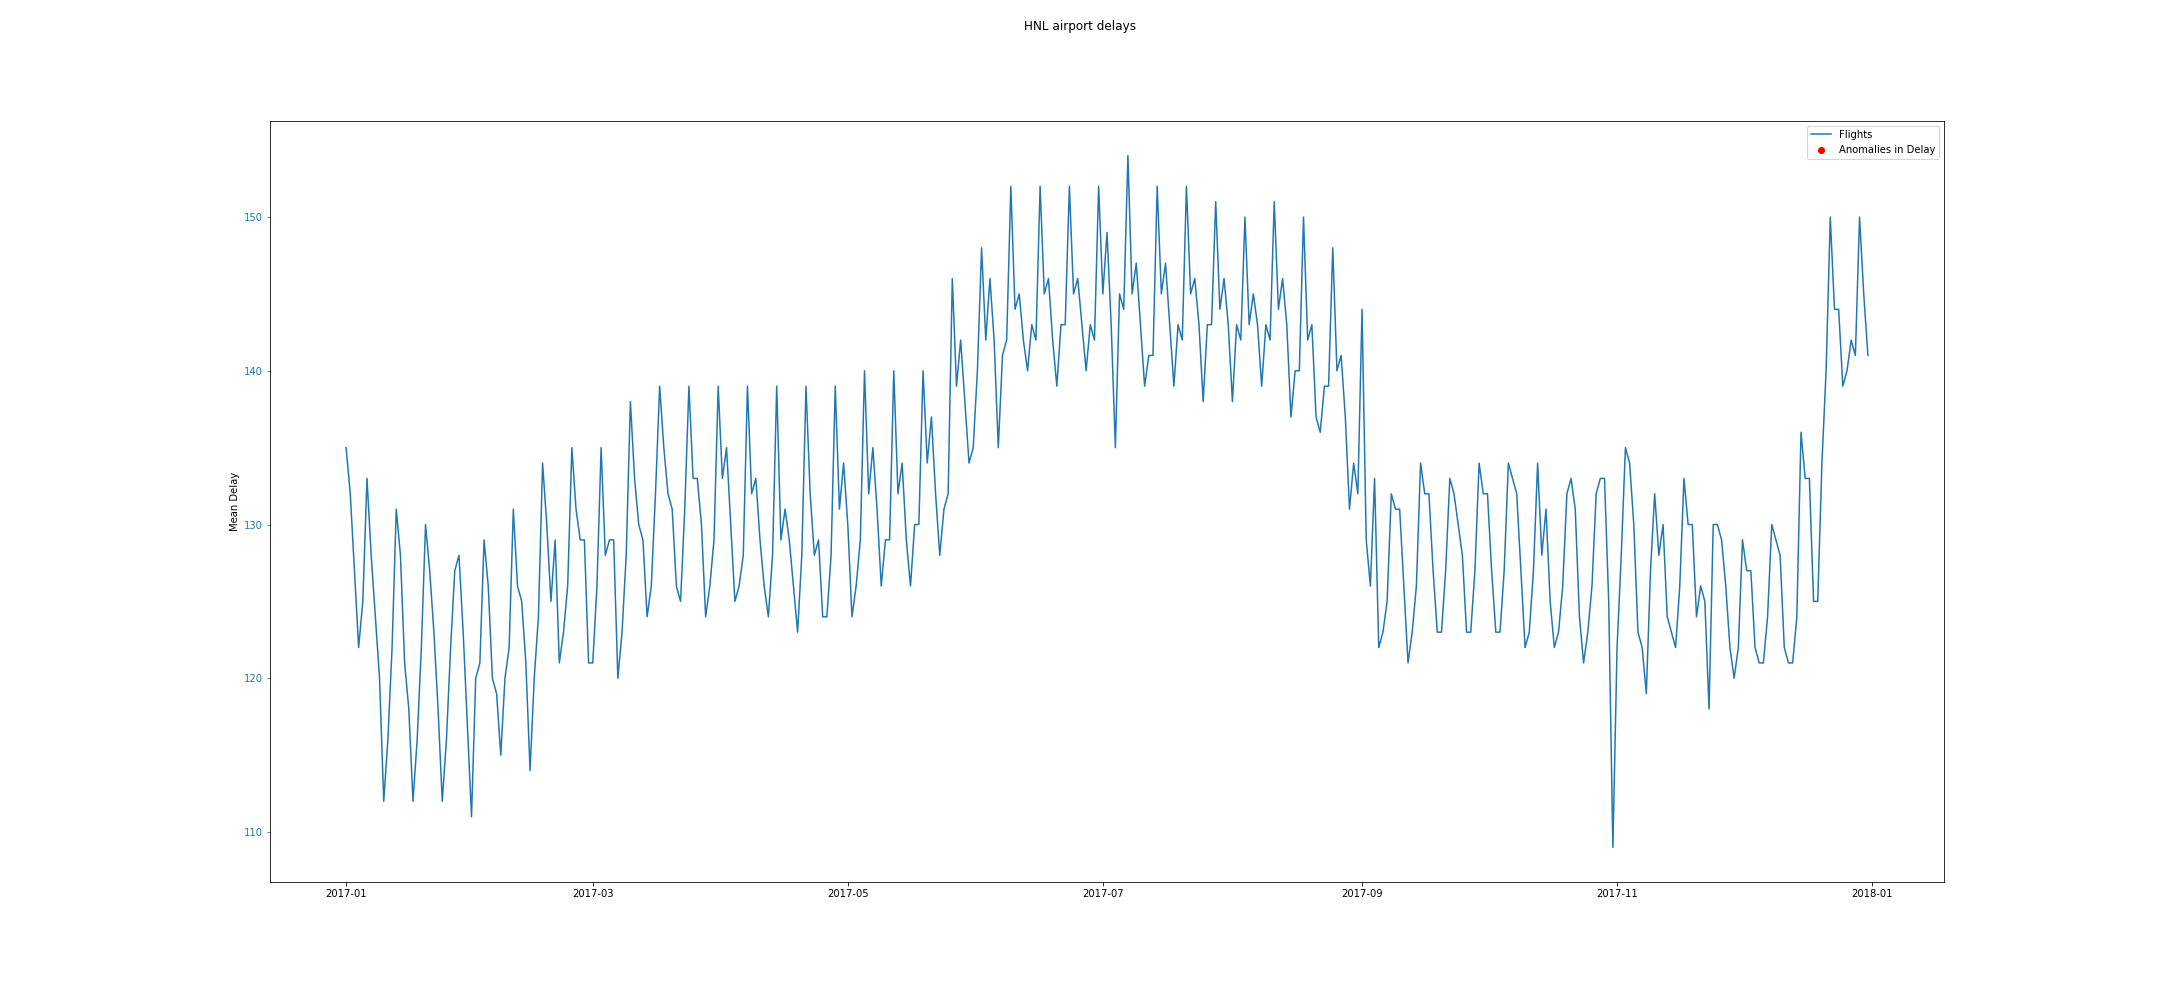 HNL airport delays
Flights
Anomalies in Delay
150
140
130
120
110
Mean Delay
2017-01 2017-03 2017-05 2017-07 2017-09 2017-11 2018-01